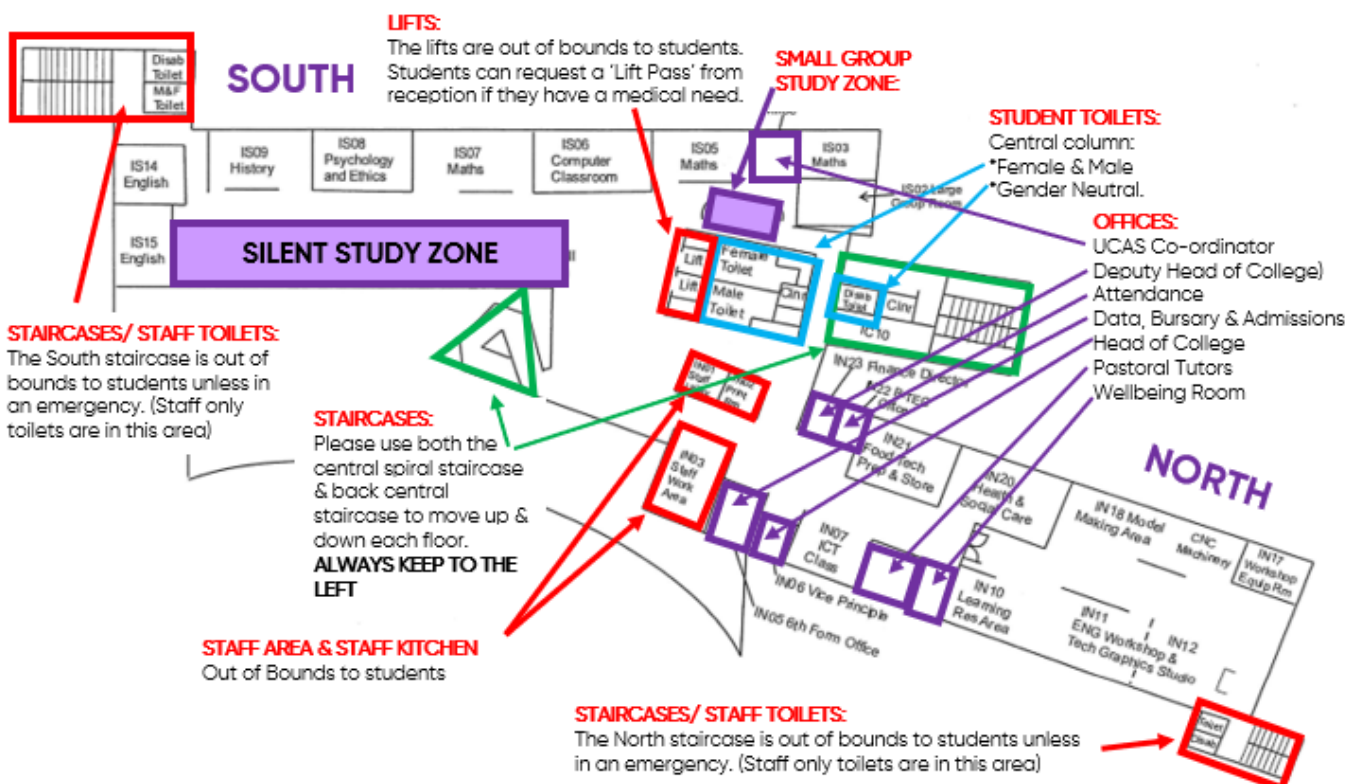 LIFTS:
The lifts are out of bounds to students.
Students can request a 'Lift Pass' from
reception if they have a medical need.
SOUTH
SMALL GROUP
STUDY ZONE:
STUDENT TOILETS:
Central column:
*Female & Male
*Gender Neutral.
OFFICES:
UCAS Co-ordinator
Deputy Head of College)
Attendance
Data, Bursary & Admissions
Head of College
Pastoral Tutors
Wellbeing Room
Disab
Toilet
M&F
Toilet
IS14
English
IS09
History
IS08
Psychology
and Ethics
IS07
Maths
IS06
Computer
Classroom
IS05
Maths
IS03
Maths
IS02 Large
Group Room
IS15
English
SILENT STUDY ZONE
Lift
Lift
Female
Toilet
Male
Toilet
Clnr
Disab
Toilet
Clnr
IC10
STAIRCASES/ STAFF TOILETS:
The South staircase is out of
bounds to students unless in
an emergency. (Staff only
toilets are in this area)
STAIRCASES:
Please use both the
central spiral staircase
& back central
staircase to move up &
down each floor.
ALWAYS KEEP TO THE
LEFT
IN01
Staff
Print
Rm
IN03
Staff
Work
Area
IN23 Finance Director
IN22 B-TEC
Office
IN21
Food Tech
Prep & Store
IN20
Health &
Social Care
NORTH
IN18 Model
Making Area
CNC
Machinery
IN17
Workshop
Equip Rm
IN07
ICT
Class
IN06 Vice Principle
IN05 6th Form Office
IN10
Learning
Res Area
IN11
ENG Workshop &
Tech Graphics Studio
IN12
STAFF AREA & STAFF KITCHEN
Out of Bounds to students
STAIRCASES/ STAFF TOILETS:
The North staircase is out of bounds to students unless
in an emergency. (Staff only toilets are in this area)
Toilet
Disab